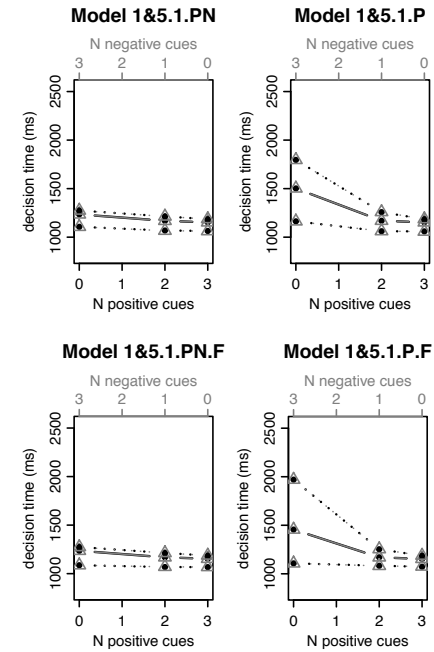 Model 1&5.1.PN
N negative cues
3 2 1 0
decision time (ms)
2500
2000
1500
1000
0 1 2 3
N positive cues
Model 1&5.1.P
N negative cues
3 2 1 0
decision time (ms)
2500
2000
1500
1000
0 1 2 3
N positive cues
Model 1&5.1.PN.F
N negative cues
3 2 1 0
decision time (ms)
2500
2000
1500
1000
0 1 2 3
N positive cues
Model 1&5.1.P.F
N negative cues
3 2 1 0
decision time (ms)
2500
2000
1500
1000
0 1 2 3
N positive cues